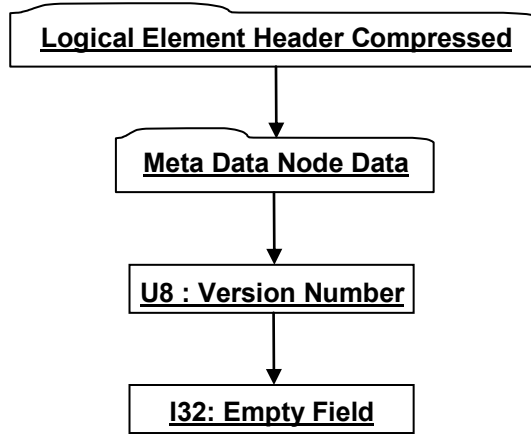 Logical Element Header Compressed
Meta Data Node Data
U8 : Version Number
I32: Empty Field